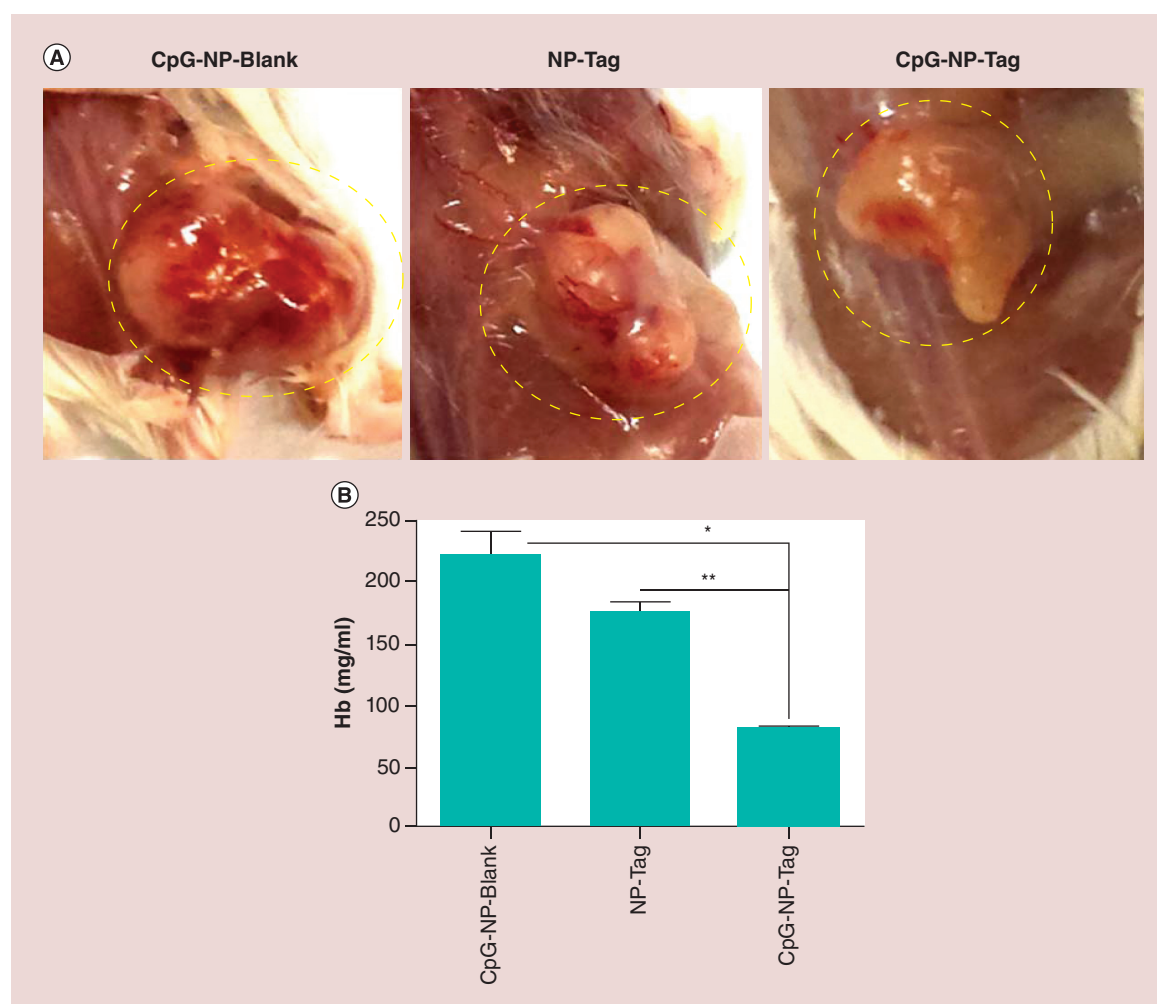 A
CpG-NP-Blank
NP-Tag
CpG-NP-Tag
B
250
200
150
100
50
0
Hb (mg/ml)
*
**
CpG-NP-Blank
NP-Tag
CpG-NP-Tag